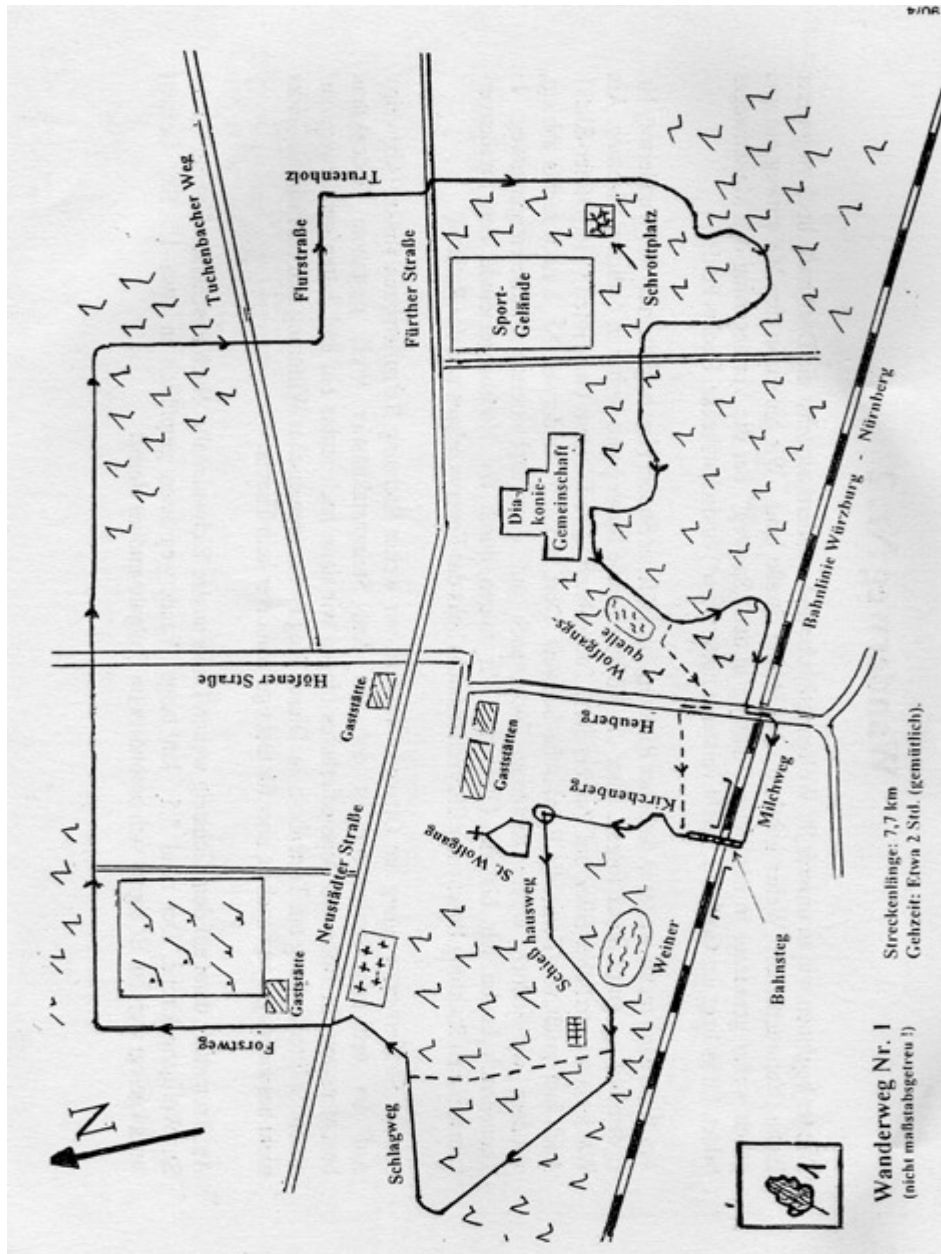 N
Tuchenbacher Weg
Flurstraße
Trutenholz
Fürther Straße
Höfener Straße
Gaststätte
Neustädter Straße
Gaststätte
Forstweg
Schlagweg
Sport-
Gelände
Schrottplatz
Dia-
konie-
Gemeinschaft
Wolfgangs-
quelle
Heuberg
Gaststätten
Kirchenberg
St. Wolfgang
Schießhausweg
Weiher
Milchweg
Bahnsteg
Bahnlinie Würzburg - Nürnberg
1
Wanderweg Nr. 1
(nicht maßstabsgetreu !)
Streckenlänge: 7,7 km
Gehzeit: Etwa 2 Std. (gemütlich).